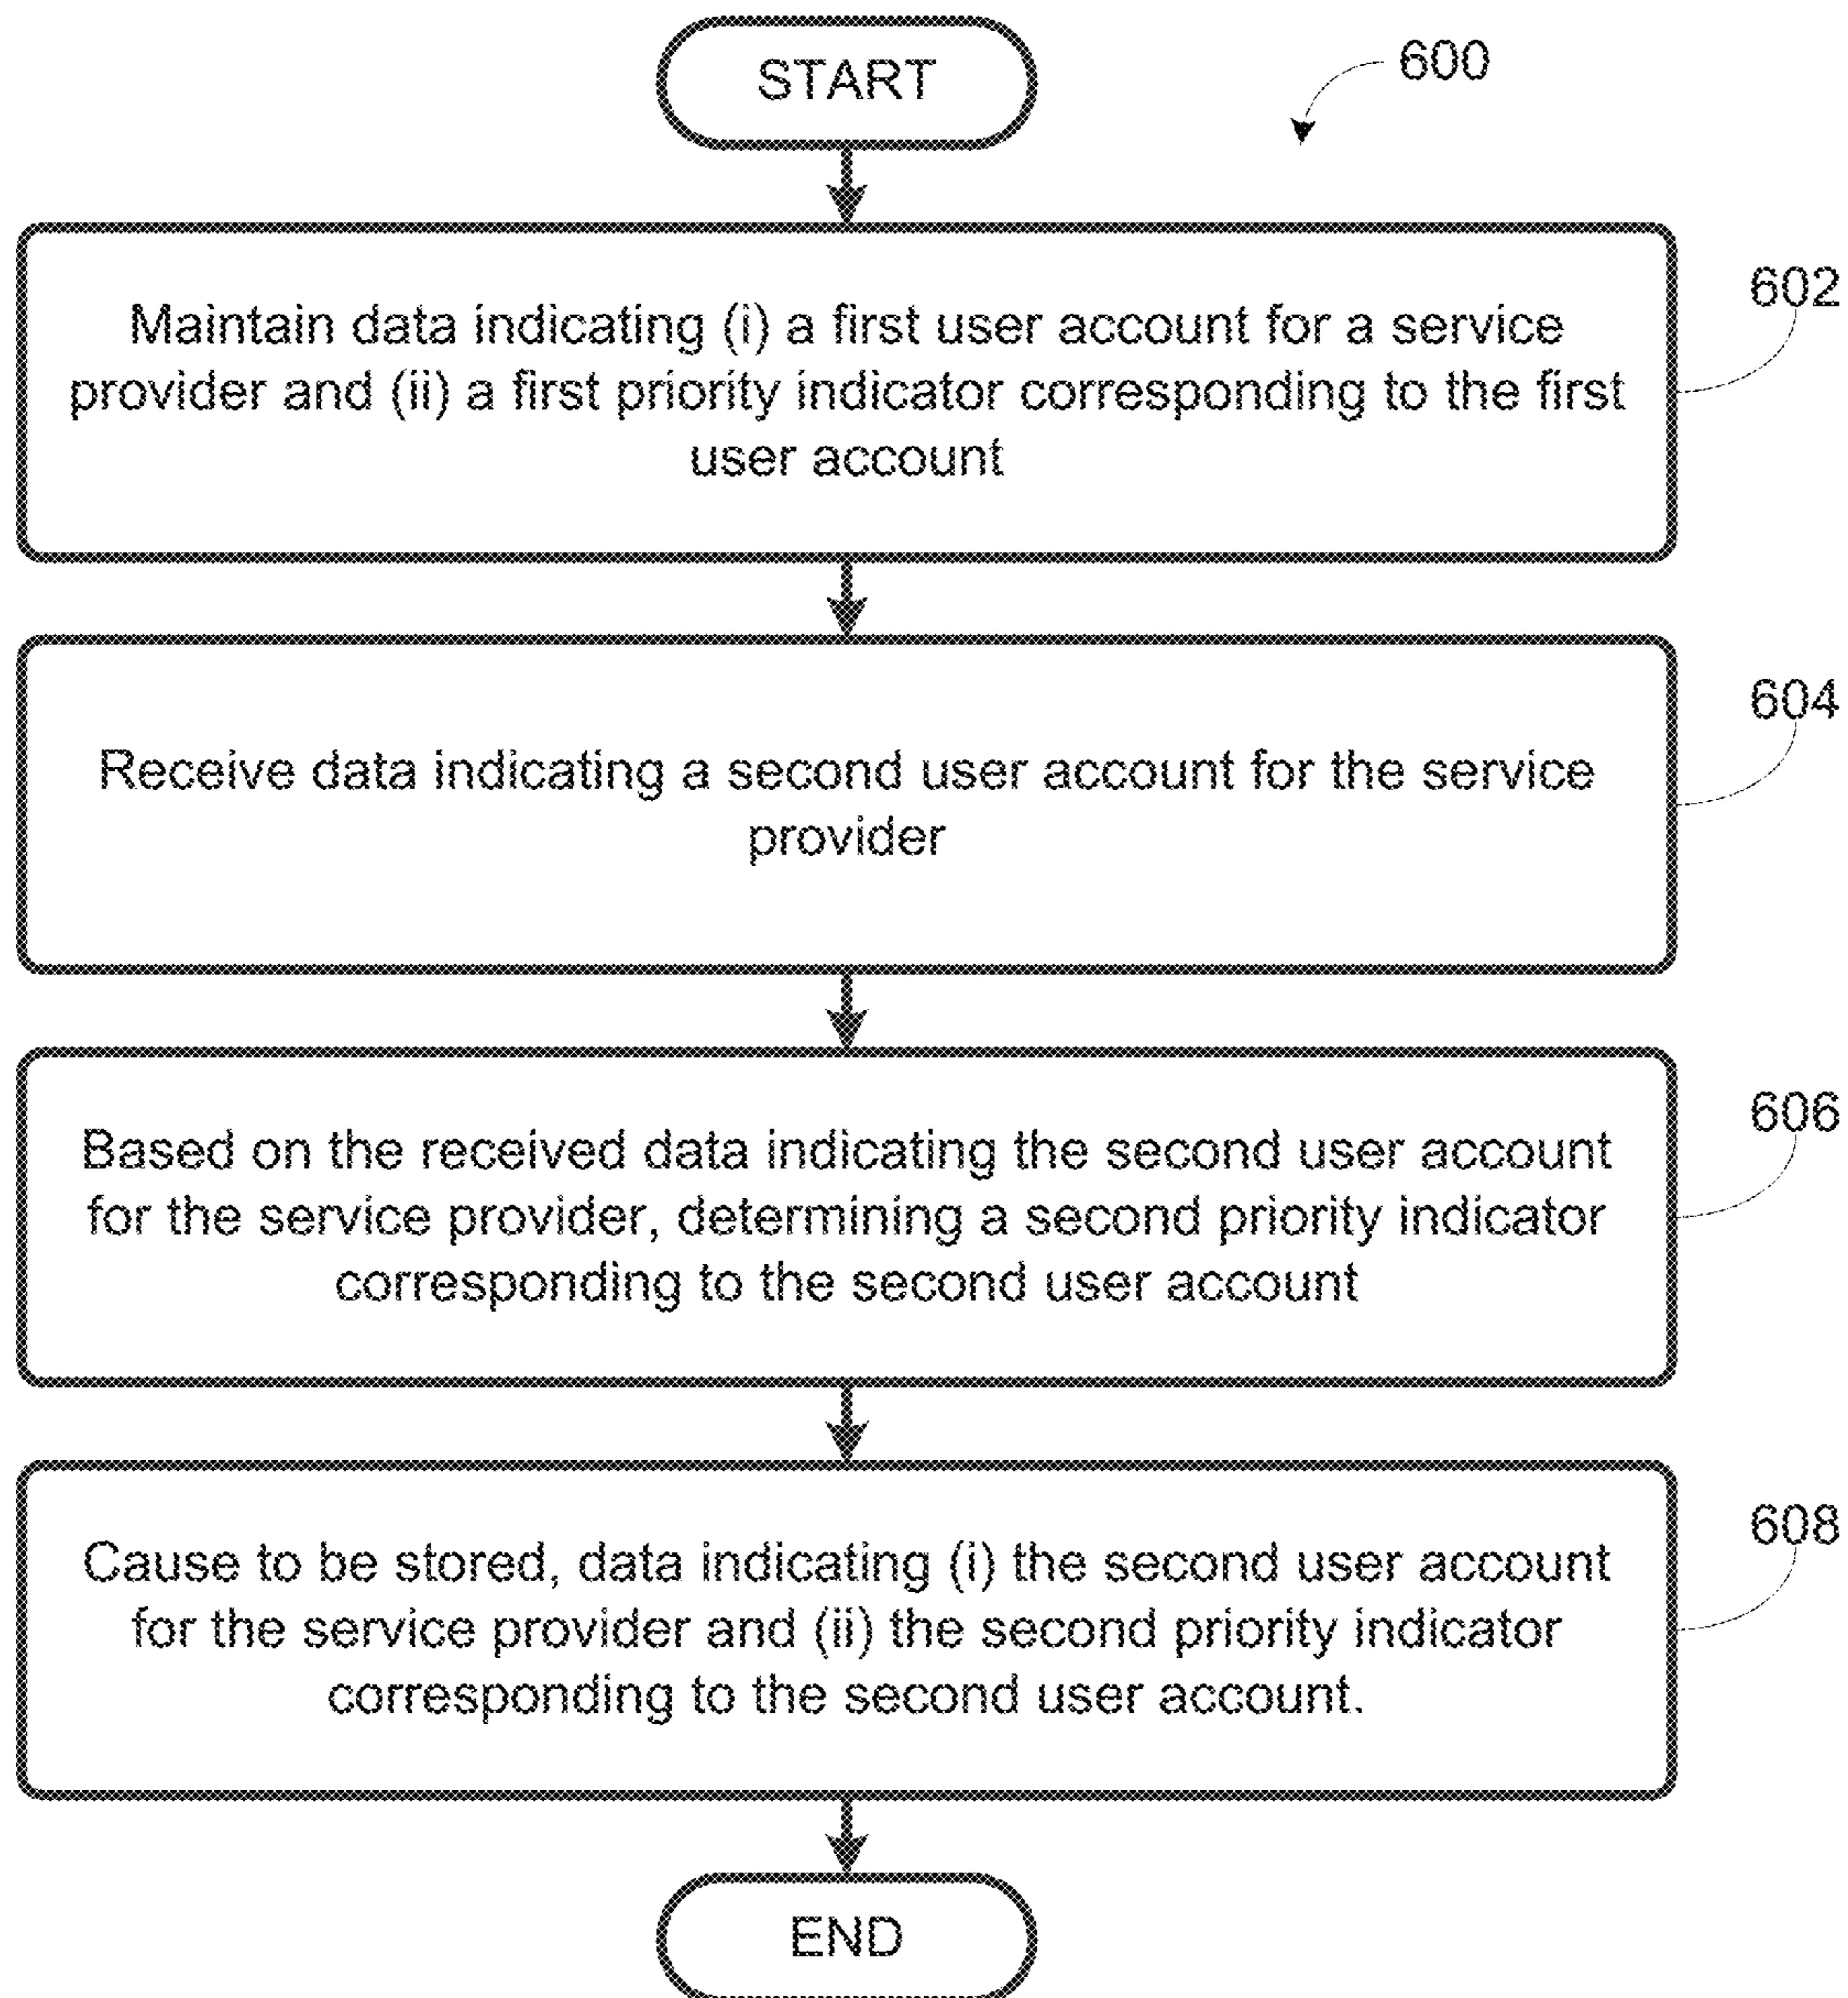 START
600
Maintain data indicating (i) a first user account for a service
provider and (ii) a first priority indicator corresponding to the first
user account
602
Receive data indicating a second user account for the service
provider
604
Based on the received data indicating the second user account
for the service provider, determining a second priority indicator
corresponding to the second user account
606
Cause to be stored, data indicating (i) the second user account
for the service provider and (ii) the second priority indicator
corresponding to the second user account.
608
END